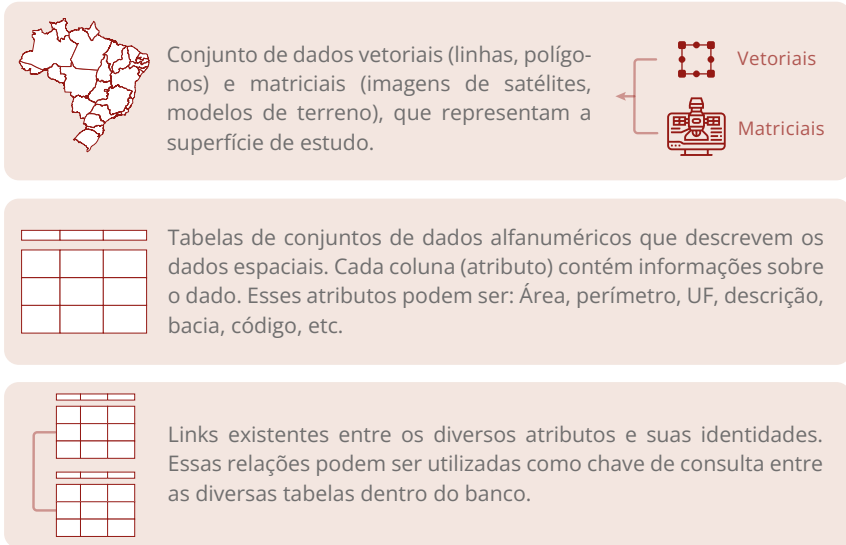 Conjunto de dados vetoriais (linhas, polígo-
nos) e matriciais (imagens de satélites,
modelos de terreno), que representam a
superfície de estudo.
Vetoriais
Matriciais
Tabelas de conjuntos de dados alfanuméricos que descrevem os
dados espaciais. Cada coluna (atributo) contém informações sobre
o dado. Esses atributos podem ser: Área, perímetro, UF, descrição,
bacia, código, etc.
Links existentes entre os diversos atributos e suas identidades.
Essas relações podem ser utilizadas como chave de consulta entre
as diversas tabelas dentro do banco.